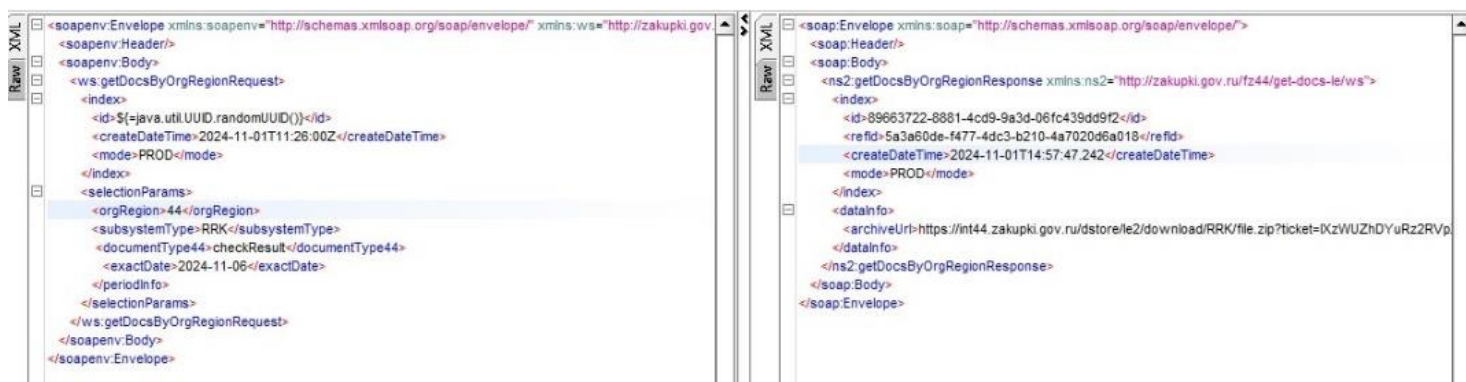 XML
Raw
<soapenv:Envelope xmlns:soapenv="http://schemas.xmlsoap.org/soap/envelope/" xmlns:ws="http://zakupki.gov.
<soapenv:Header/>
<soapenv:Body>
<ws:getDocsByOrgRegionRequest>
<index>
<id>${=java.util.UUID.randomUUID()}</id>
<createDateTime>2024-11-01T11:26:00Z</createDateTime>
<mode>PROD</mode>
</index>
<selectionParams>
<orgRegion>44</orgRegion>
<subsystemType>RRK</subsystemType>
<documentType44>checkResult</documentType44>
<exactDate>2024-11-06</exactDate>
</periodInfo>
</selectionParams>
</ws:getDocsByOrgRegionRequest>
</soapenv:Body>
</soapenv:Envelope>
XML
Raw
<soap:Envelope xmlns:soap="http://schemas.xmlsoap.org/soap/envelope/">
<soap:Header/>
<soap:Body>
<ns2:getDocsByOrgRegionResponse xmlns:ns2="http://zakupki.gov.ru/fz44/get-docs-le/ws">
<index>
<id>89663722-8881-4cd9-9a3d-06fc439dd9f2</id>
<refId>5a3a60de-f477-4dc3-b210-4a7020d6a018</refId>
<createDateTime>2024-11-01T14:57:47.242</createDateTime>
<mode>PROD</mode>
</index>
<dataInfo>
<archiveUrl>https://int44.zakupki.gov.ru/dstore/le2/download/RRK/file.zip?ticket=IXzWUZhDYuRz2RVp
</dataInfo>
</ns2:getDocsByOrgRegionResponse>
</soap:Body>
</soap:Envelope>